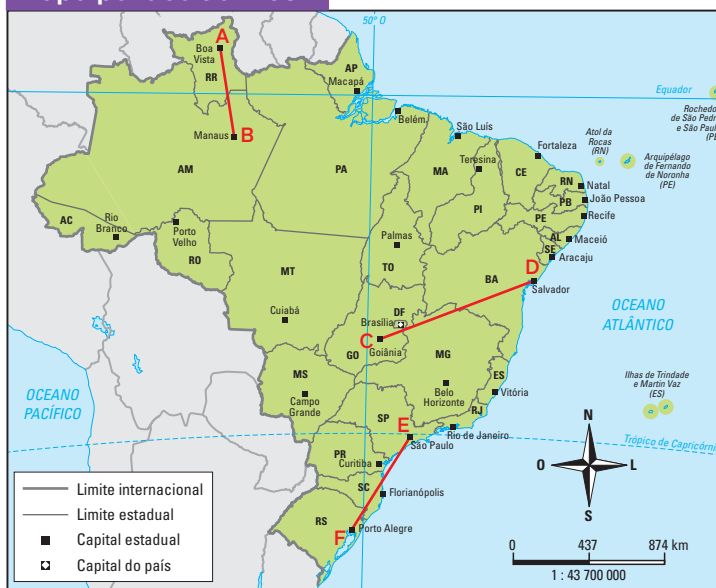 50° O
A
Boa
Vista
RR
AP
Macapá
Equador
Rochedo
de São Pedr
e São Paul
(PE
B
Manaus
Belém
São Luís
Fortaleza
Atol da
Rocas
(RN)
Arquipélago
de Fernando
de Noronha
(PE)
AM
PA
MA
Teresina
CE
RN
Natal
PB
João Pessoa
PI
PE
Recife
AC
Rio
Branco
Porto
Velho
RO
Palmas
TO
AL
Maceió
SE
Aracaju
MT
BA
D
Salvador
Cuiabá
DF
Brasília
C
Goiânia
GO
MG
OCEANO
ATLÂNTICO
MS
Campo
Grande
Belo
Horizonte
ES
Vitória
Ilhas de Trindade
e Martin Vaz
(ES)
OCEANO
PACÍFICO
SP
E
São Paulo
RJ
Rio de Janeiro
Trópico de Capricórni
PR
Curitiba
SC
Florianópolis
RS
F
Porto Alegre
N
O
L
S
Limite internacional
Limite estadual
Capital estadual
Capital do país
0 437 874 km
1 : 43 700 000